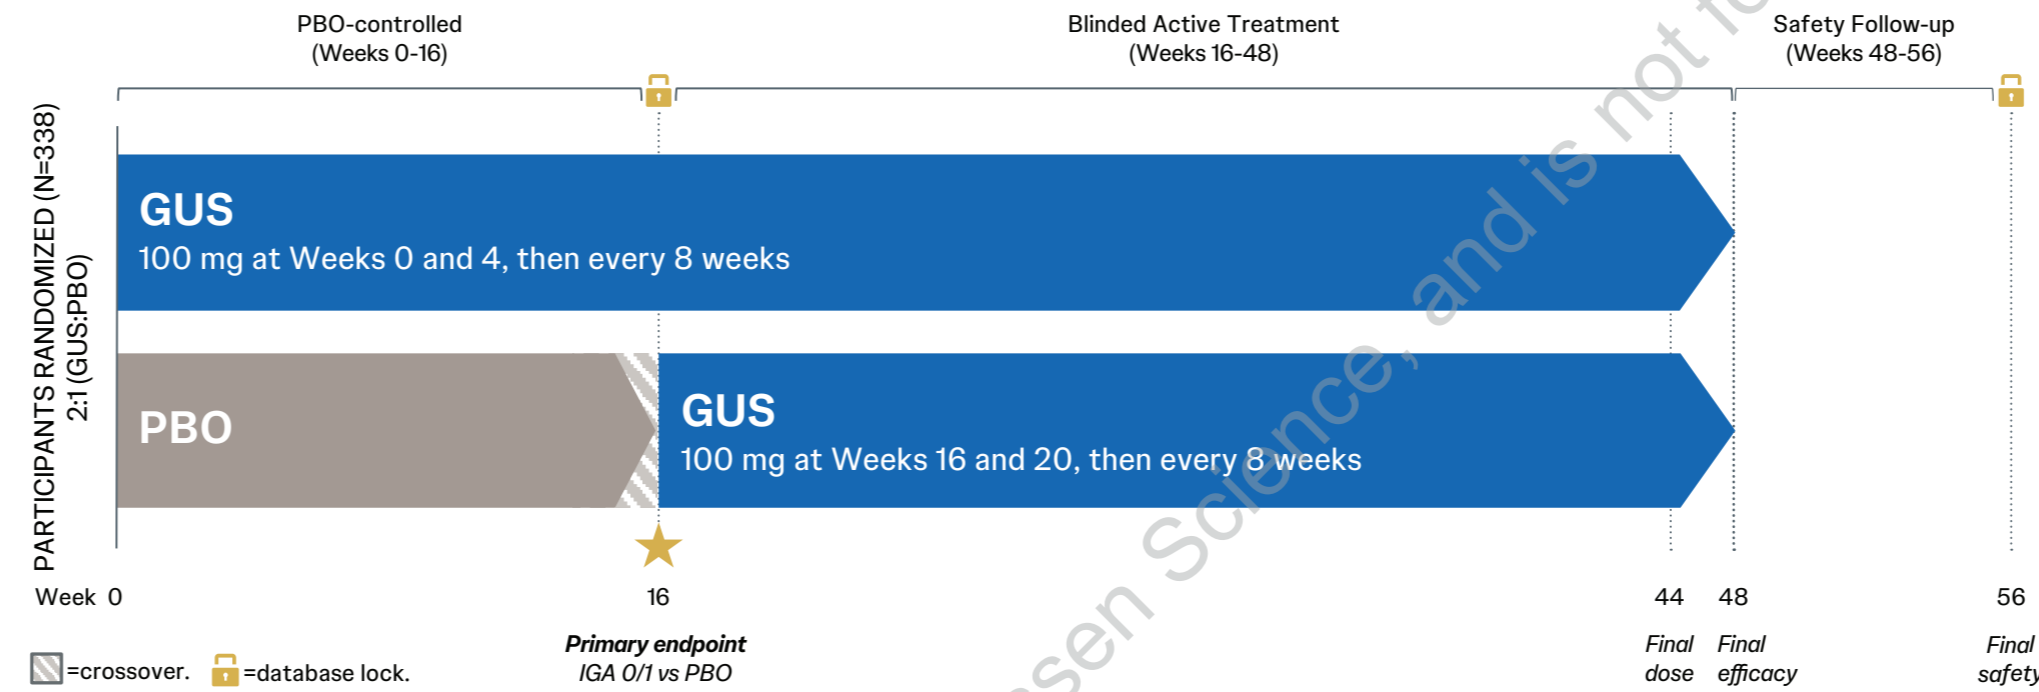 PBO-controlled
(Weeks 0-16)
Blinded Active Treatment
(Weeks 16-48)
Safety Follow-up
(Weeks 48-56)
PARTICIPANTS RANDOMIZED (N=338)
2:1 (GUS:PBO)
GUS
100 mg at Weeks 0 and 4, then every 8 weeks
PBO
GUS
100 mg at Weeks 16 and 20, then every 8 weeks
Week 0
16
44
48
56
Primary endpoint
IGA 0/1 vs PBO
Final
dose
Final
efficacy
Final
safety
=crossover.
=database lock.
Science, and is not